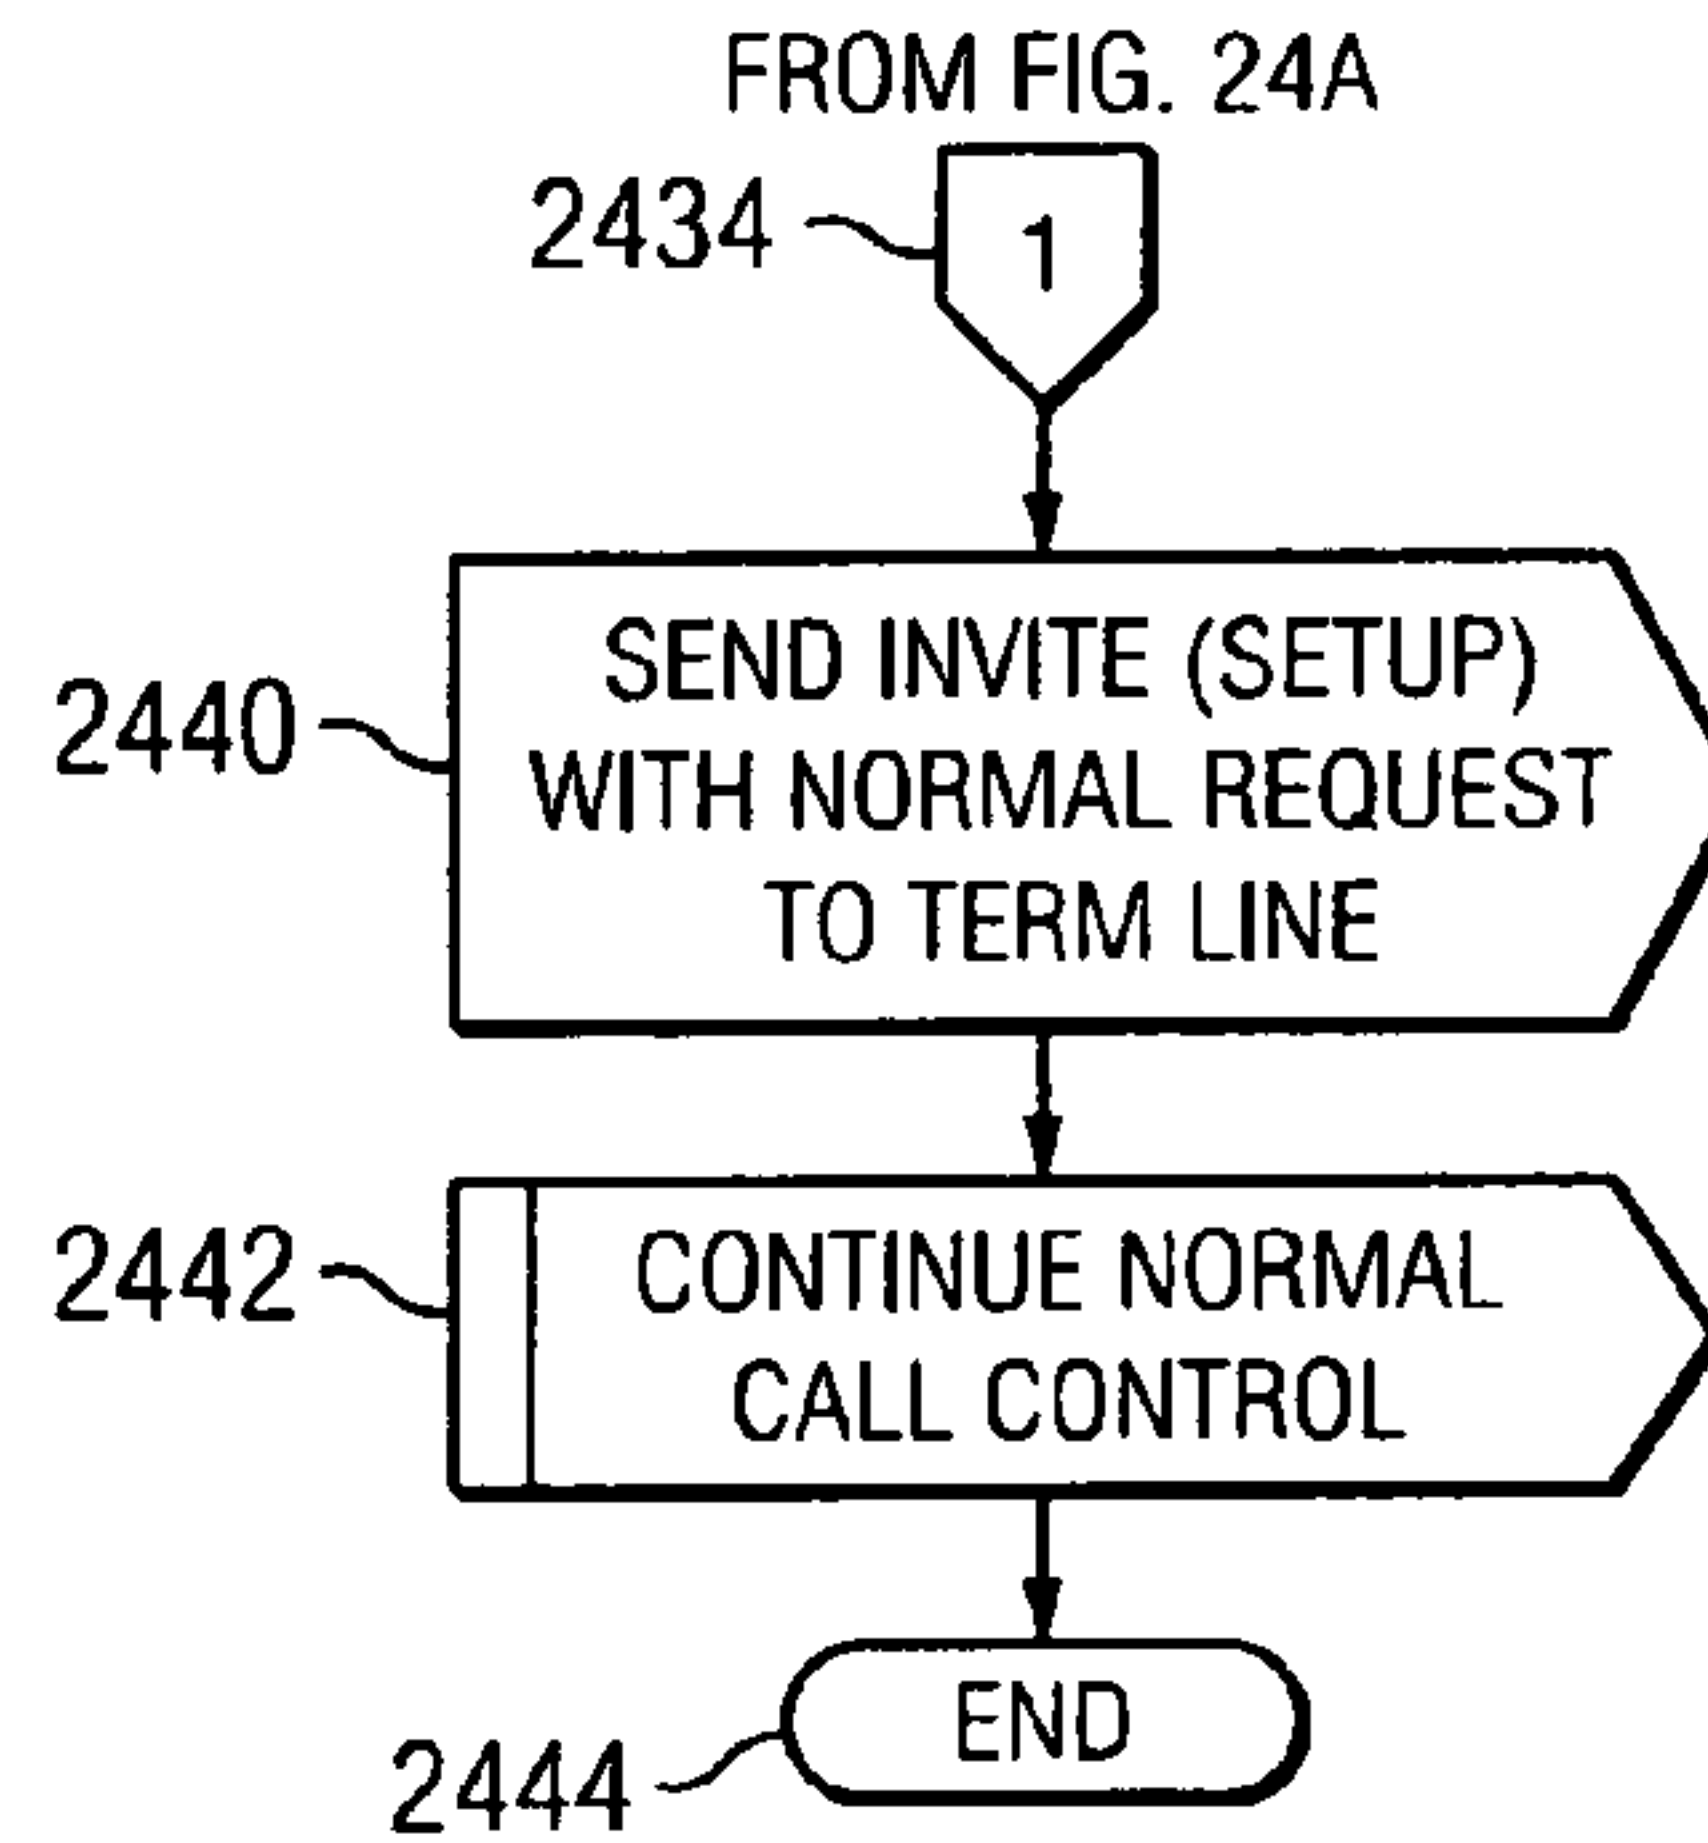 FROM FIG. 24A
2434
1
2440
SEND INVITE (SETUP)
WITH NORMAL REQUEST
TO TERM LINE
2442
CONTINUE NORMAL
CALL CONTROL
END
2444